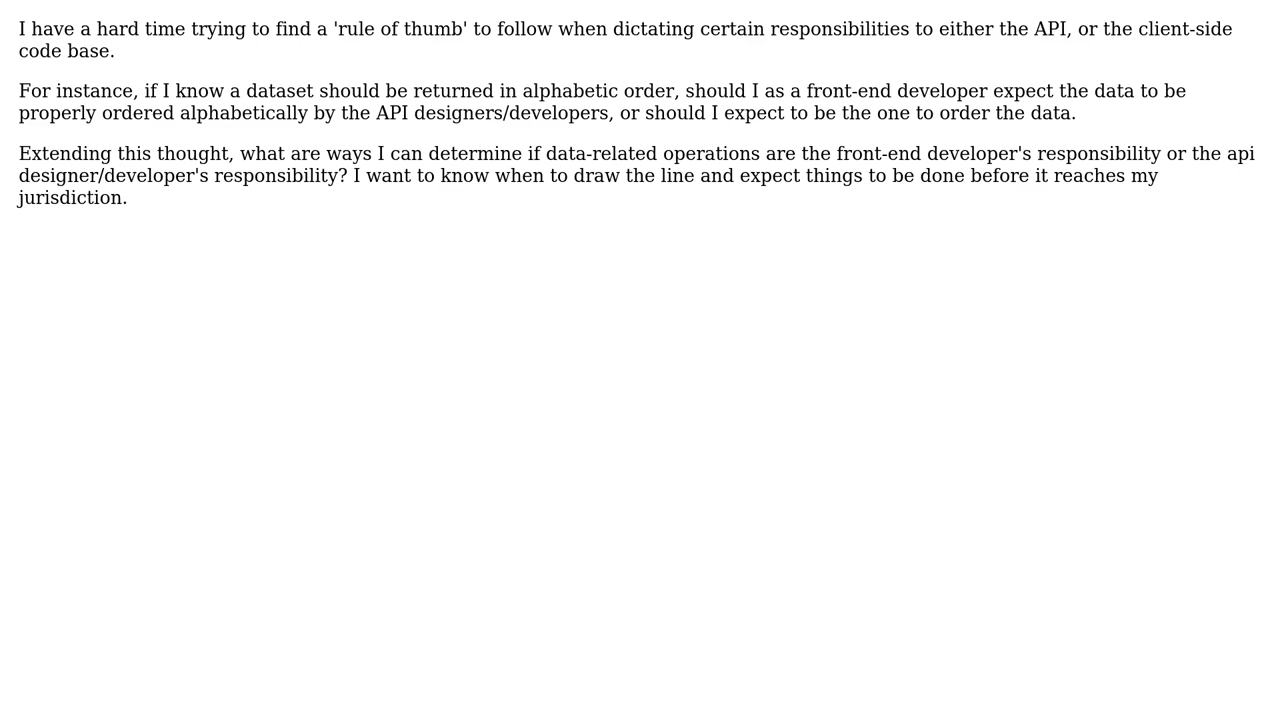 I have a hard time trying to find a 'rule of thumb' to follow when dictating certain responsibilities to either the API, or the client-side
code base.
For instance, if I know a dataset should be returned in alphabetic order, should I as a front-end developer expect the data to be
properly ordered alphabetically by the API designers/developers, or should I expect to be the one to order the data.
Extending this thought, what are ways I can determine if data-related operations are the front-end developer's responsibility or the api
designer/developer's responsibility? I want to know when to draw the line and expect things to be done before it reaches my
jurisdiction.